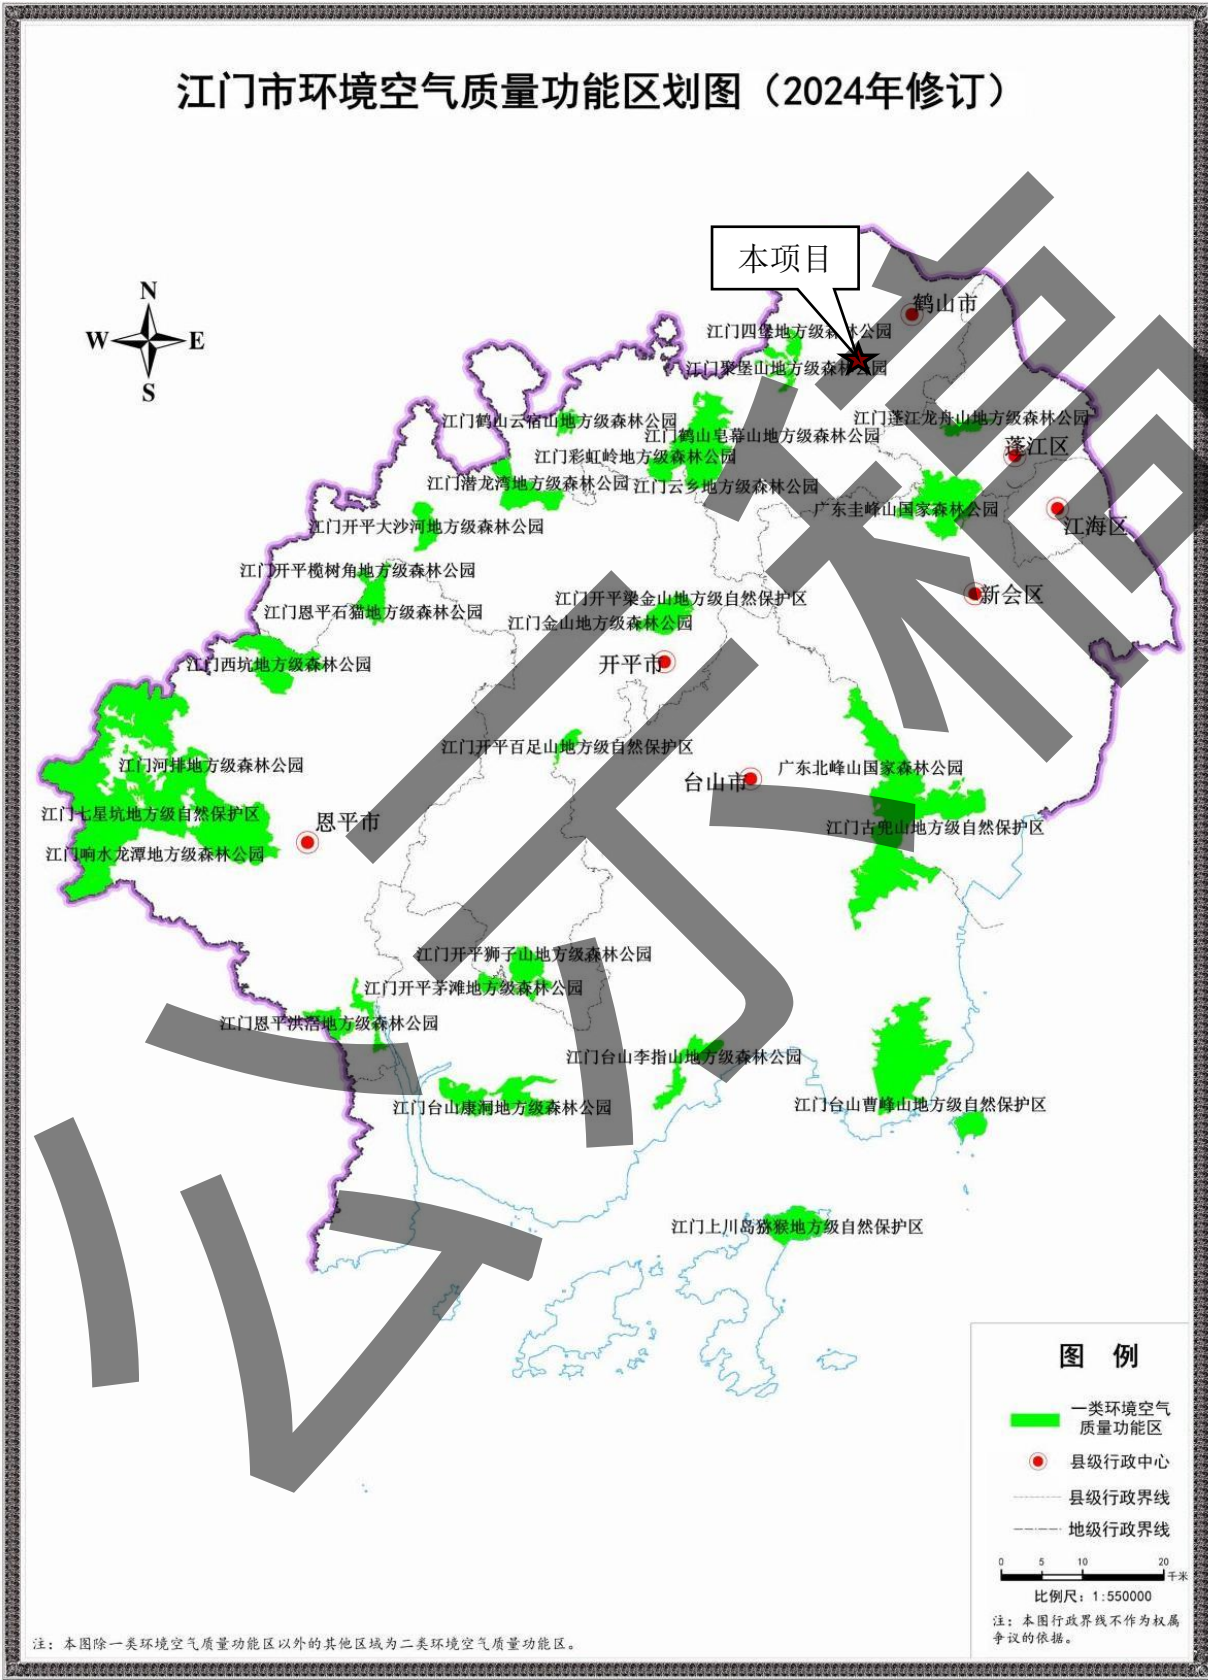 江门市环境空气质量功能区划图（2024年修订）
本项目
N
W
E
S
鹤山市
江门四堡地方级森林公园
江门聚堡山地方级森林公园
江门鹤山云宿山地方级森林公园
江门蓬江龙舟山地方级森林公园
江门鹤山皂幕山地方级森林公园
蓬江区
江门彩虹岭地方级森林公园
江门潜龙湾地方级森林公园
江门云乡地方级森林公园
广东圭峰山国家森林公园
江门开平大沙河地方级森林公园
江海区
江门开平榄树角地方级森林公园
江门开平梁金山地方级自然保护区
新会区
江门恩平石猫地方级森林公园
江门金山地方级森林公园
江门西坑地方级森林公园
开平市
江门开平百足山地方级自然保护区
江门河排地方级森林公园
台山市
广东北峰山国家森林公园
江门七星坑地方级自然保护区
恩平市
江门古兜山地方级自然保护区
江门响水龙潭地方级森林公园
江门开平狮子山地方级森林公园
江门开平茅滩地方级森林公园
江门恩平洪滘地方级森林公园
江门台山李指山地方级森林公园
江门台山康洞地方级森林公园
江门台山曹峰山地方级自然保护区
江门上川岛猕猴地方级自然保护区
图 例
一类环境空气
质量功能区
县级行政中心
县级行政界线
地级行政界线
0 5 10 20
千米
比例尺：1:550000
注：本图行政界线不作为权属
争议的依据。
注：本图除一类环境空气质量功能区以外的其他区域为二类环境空气质量功能区。
公示稿